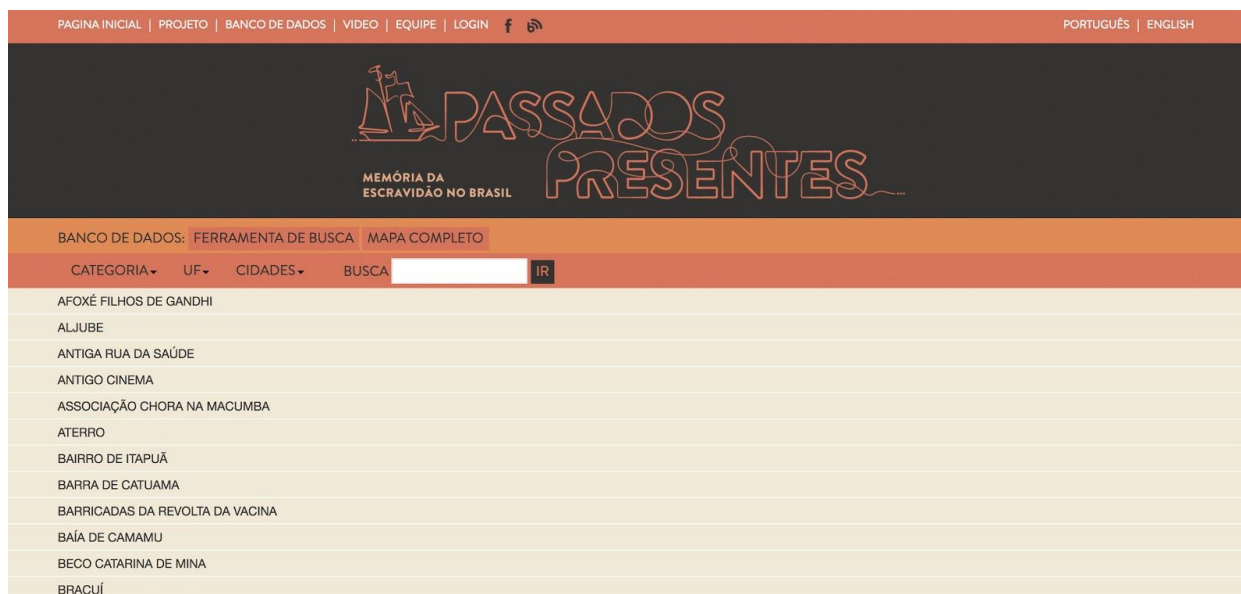 PAGINA INICIAL | PROJETO | BANCO DE DADOS | VIDEO | EQUIPE | LOGIN
PORTUGUÊS | ENGLISH
PASSADOS
PRESENTES
MEMÓRIA DA
ESCRAVIDÃO NO BRASIL
BANCO DE DADOS: FERRAMENTA DE BUSCA MAPA COMPLETO
CATEGORIA UF CIDADES BUSCA IR
AFOXÉ FILHOS DE GANDHI
ALJUBE
ANTIGA RUA DA SAÚDE
ANTIGO CINEMA
ASSOCIAÇÃO CHORA NA MACUMBA
ATERRO
BAIRRO DE ITAPUÃ
BARRA DE CATUAMA
BARRICADAS DA REVOLTA DA VACINA
BAÍA DE CAMAMU
BECO CATARINA DE MINA
BRACUÍ